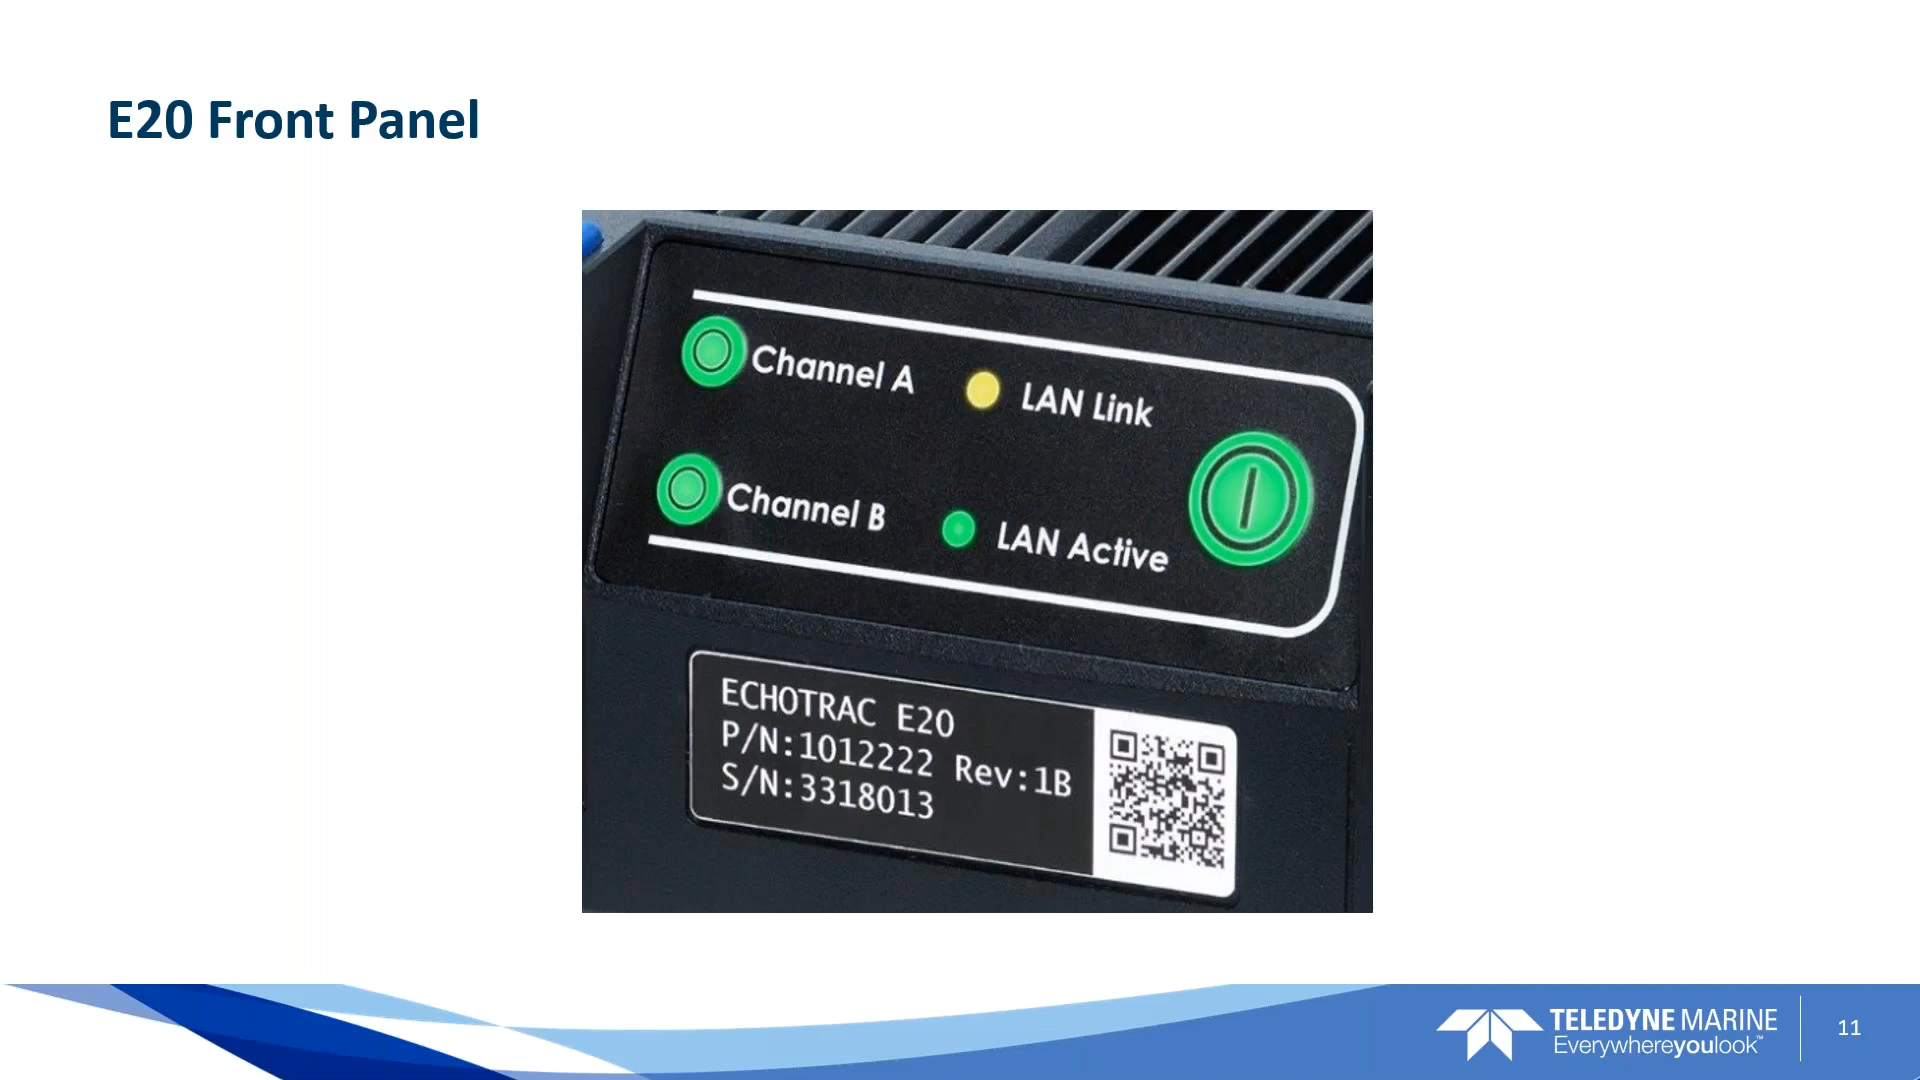 E20 Front Panel
Channel A
LAN Link
Channel B
LAN Active
ECHOTRAC E20
P/N:1012222 Rev:1B
S/N:3318013
TELEDYNE MARINE
Everywhereyoulook™
11